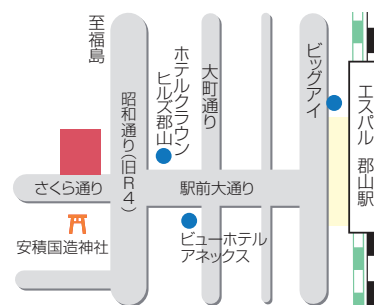 至福島
昭和通り(旧R4)
ホテルクラウン
ヒルズ郡山
大町通り
ビッグアイ
エスパル 郡山駅
さくら通り
駅前大通り
安積国造神社
ビューホテル
アネックス